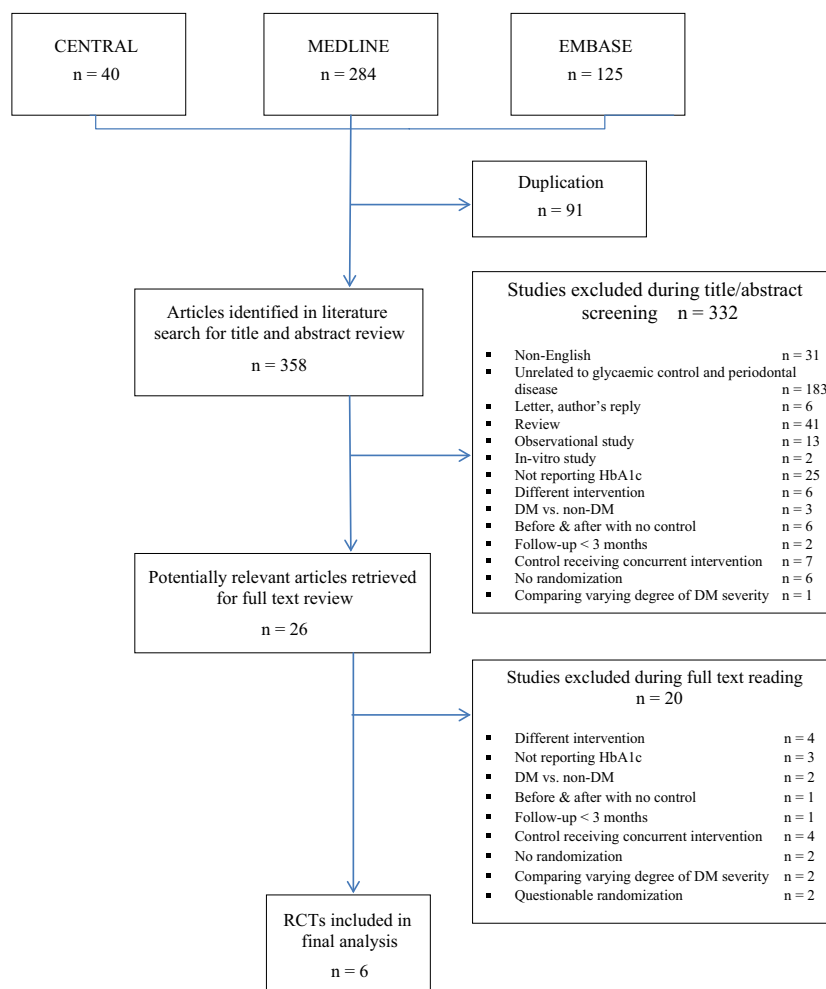 CENTRAL
n = 40
MEDLINE
n = 284
EMBASE
n = 125
Duplication
n = 91
Articles identified in literature
search for title and abstract review
n = 358
Studies excluded during title/abstract
screening n = 332
▪ Non-English n = 31
▪ Unrelated to glycaemic control and periodontal
disease n = 183
▪ Letter, author's reply n = 6
▪ Review n = 41
▪ Observational study n = 13
▪ In-vitro study n = 2
▪ Not reporting HbA1c n = 25
▪ Different intervention n = 6
▪ DM vs. non-DM n = 3
▪ Before & after with no control n = 6
▪ Follow-up < 3 months n = 2
▪ Control receiving concurrent intervention n = 7
▪ No randomization n = 6
▪ Comparing varying degree of DM severity n = 1
Potentially relevant articles retrieved
for full text review
n = 26
Studies excluded during full text reading
n = 20
▪ Different intervention n = 4
▪ Not reporting HbA1c n = 3
▪ DM vs. non-DM n = 2
▪ Before & after with no control n = 1
▪ Follow-up < 3 months n = 1
▪ Control receiving concurrent intervention n = 4
▪ No randomization n = 2
▪ Comparing varying degree of DM severity n = 2
▪ Questionable randomization n = 2
RCTs included in
final analysis
n = 6